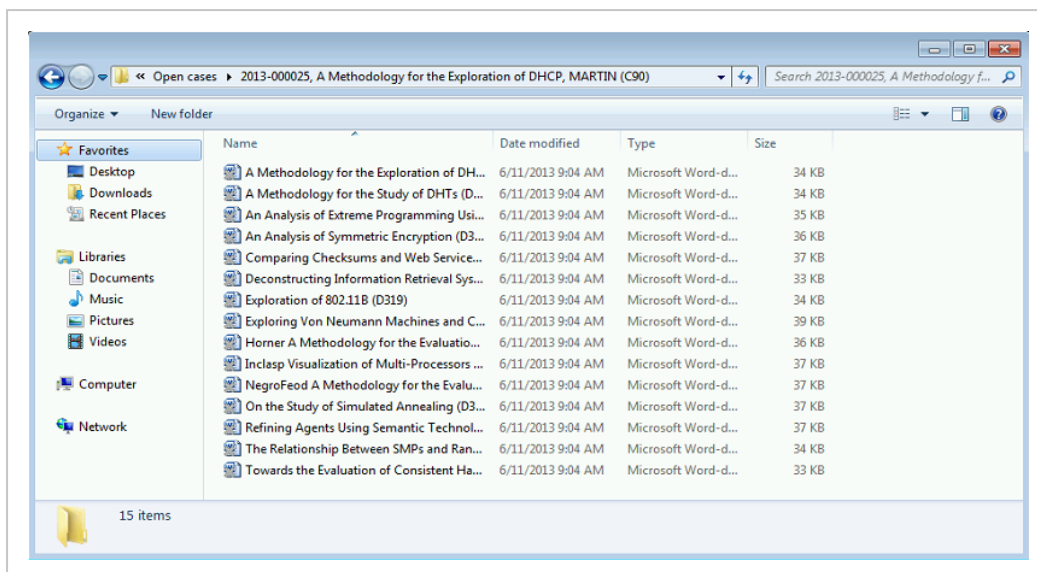 « Open cases ▸ 2013-000025, A Methodology for the Exploration of DHCP, MARTIN (C90) Search 2013-000025, A Methodology f...
Organize New folder
Name Date modified Type Size
Favorites
Desktop A Methodology for the Exploration of DH... 6/11/2013 9:04 AM Microsoft Word-d... 34 KB
Downloads A Methodology for the Study of DHTs (D... 6/11/2013 9:04 AM Microsoft Word-d... 34 KB
Recent Places An Analysis of Extreme Programming Usi... 6/11/2013 9:04 AM Microsoft Word-d... 35 KB
An Analysis of Symmetric Encryption (D3... 6/11/2013 9:04 AM Microsoft Word-d... 36 KB
Libraries Comparing Checksums and Web Service... 6/11/2013 9:04 AM Microsoft Word-d... 37 KB
Documents Deconstructing Information Retrieval Sys... 6/11/2013 9:04 AM Microsoft Word-d... 33 KB
Music Exploration of 802.11B (D319) 6/11/2013 9:04 AM Microsoft Word-d... 34 KB
Pictures Exploring Von Neumann Machines and C... 6/11/2013 9:04 AM Microsoft Word-d... 39 KB
Videos Horner A Methodology for the Evaluatio... 6/11/2013 9:04 AM Microsoft Word-d... 36 KB
Inclasp Visualization of Multi-Processors ... 6/11/2013 9:04 AM Microsoft Word-d... 37 KB
Computer NegroFeod A Methodology for the Evalu... 6/11/2013 9:04 AM Microsoft Word-d... 37 KB
On the Study of Simulated Annealing (D3... 6/11/2013 9:04 AM Microsoft Word-d... 37 KB
Network Refining Agents Using Semantic Technol... 6/11/2013 9:04 AM Microsoft Word-d... 37 KB
The Relationship Between SMPs and Ran... 6/11/2013 9:04 AM Microsoft Word-d... 34 KB
Towards the Evaluation of Consistent Ha... 6/11/2013 9:04 AM Microsoft Word-d... 33 KB
15 items